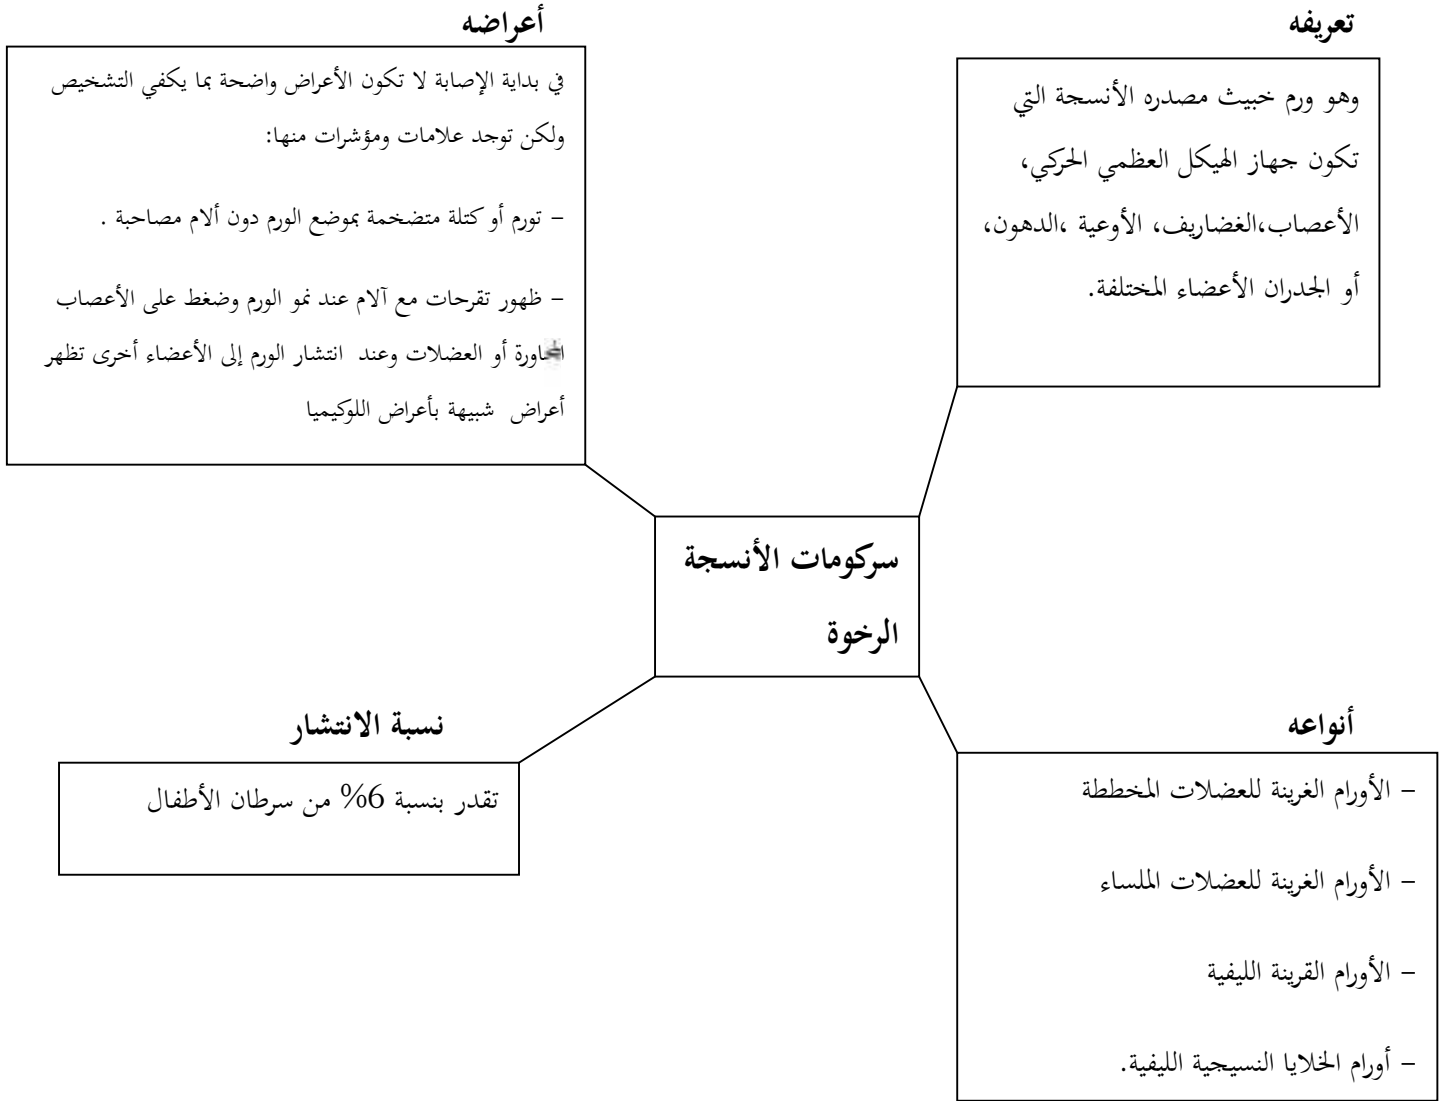 تعريفه
وهو ورم خبيث مصدره الأنسجة التي
تكون جهاز الهيكل العظمي الحركي،
الأعصاب،الغضاريف، الأوعية ،الدهون،
أو الجدران الأعضاء المختلفة.
أعراضه
في بداية الإصابة لا تكون الأعراض واضحة بما يكفي التشخيص
ولكن توجد علامات ومؤشرات منها:
– تورم أو كتلة متضخمة بموضع الورم دون ألام مصاحبة .
– ظهور تقرحات مع آلام عند نمو الورم وضغط على الأعصاب
أو العضلات وعند انتشار الورم إلى الأعضاء أخرى تظهر
أعراض شبيهة بأعراض اللوكيميا
سركومات الأنسجة
الرخوة
أنواعه
– الأورام الغرينة للعضلات المخططة
– الأورام الغرينة للعضلات الملساء
– الأورام القرينة الليفية
– أورام الخلايا النسيجية الليفية.
نسبة الانتشار
تقدر بنسبة 6% من سرطان الأطفال